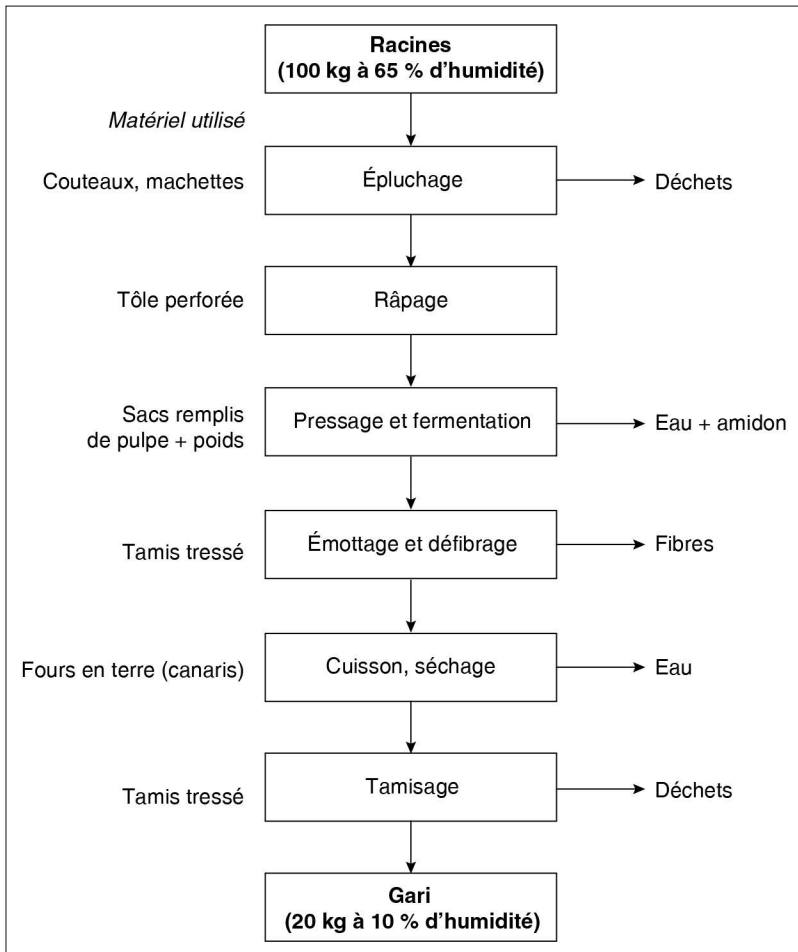 Racines
(100 kg à 65 % d’humidité)
Matériel utilisé
Couteaux, machettes
Épluchage
Déchets
Tôle perforée
Râpage
Sacs remplis
de pulpe + poids
Pressage et fermentation
Eau + amidon
Tamis tressé
Émottage et défibrage
Fibres
Fours en terre (canaris)
Cuisson, séchage
Eau
Tamis tressé
Tamisage
Déchets
Gari
(20 kg à 10 % d’humidité)